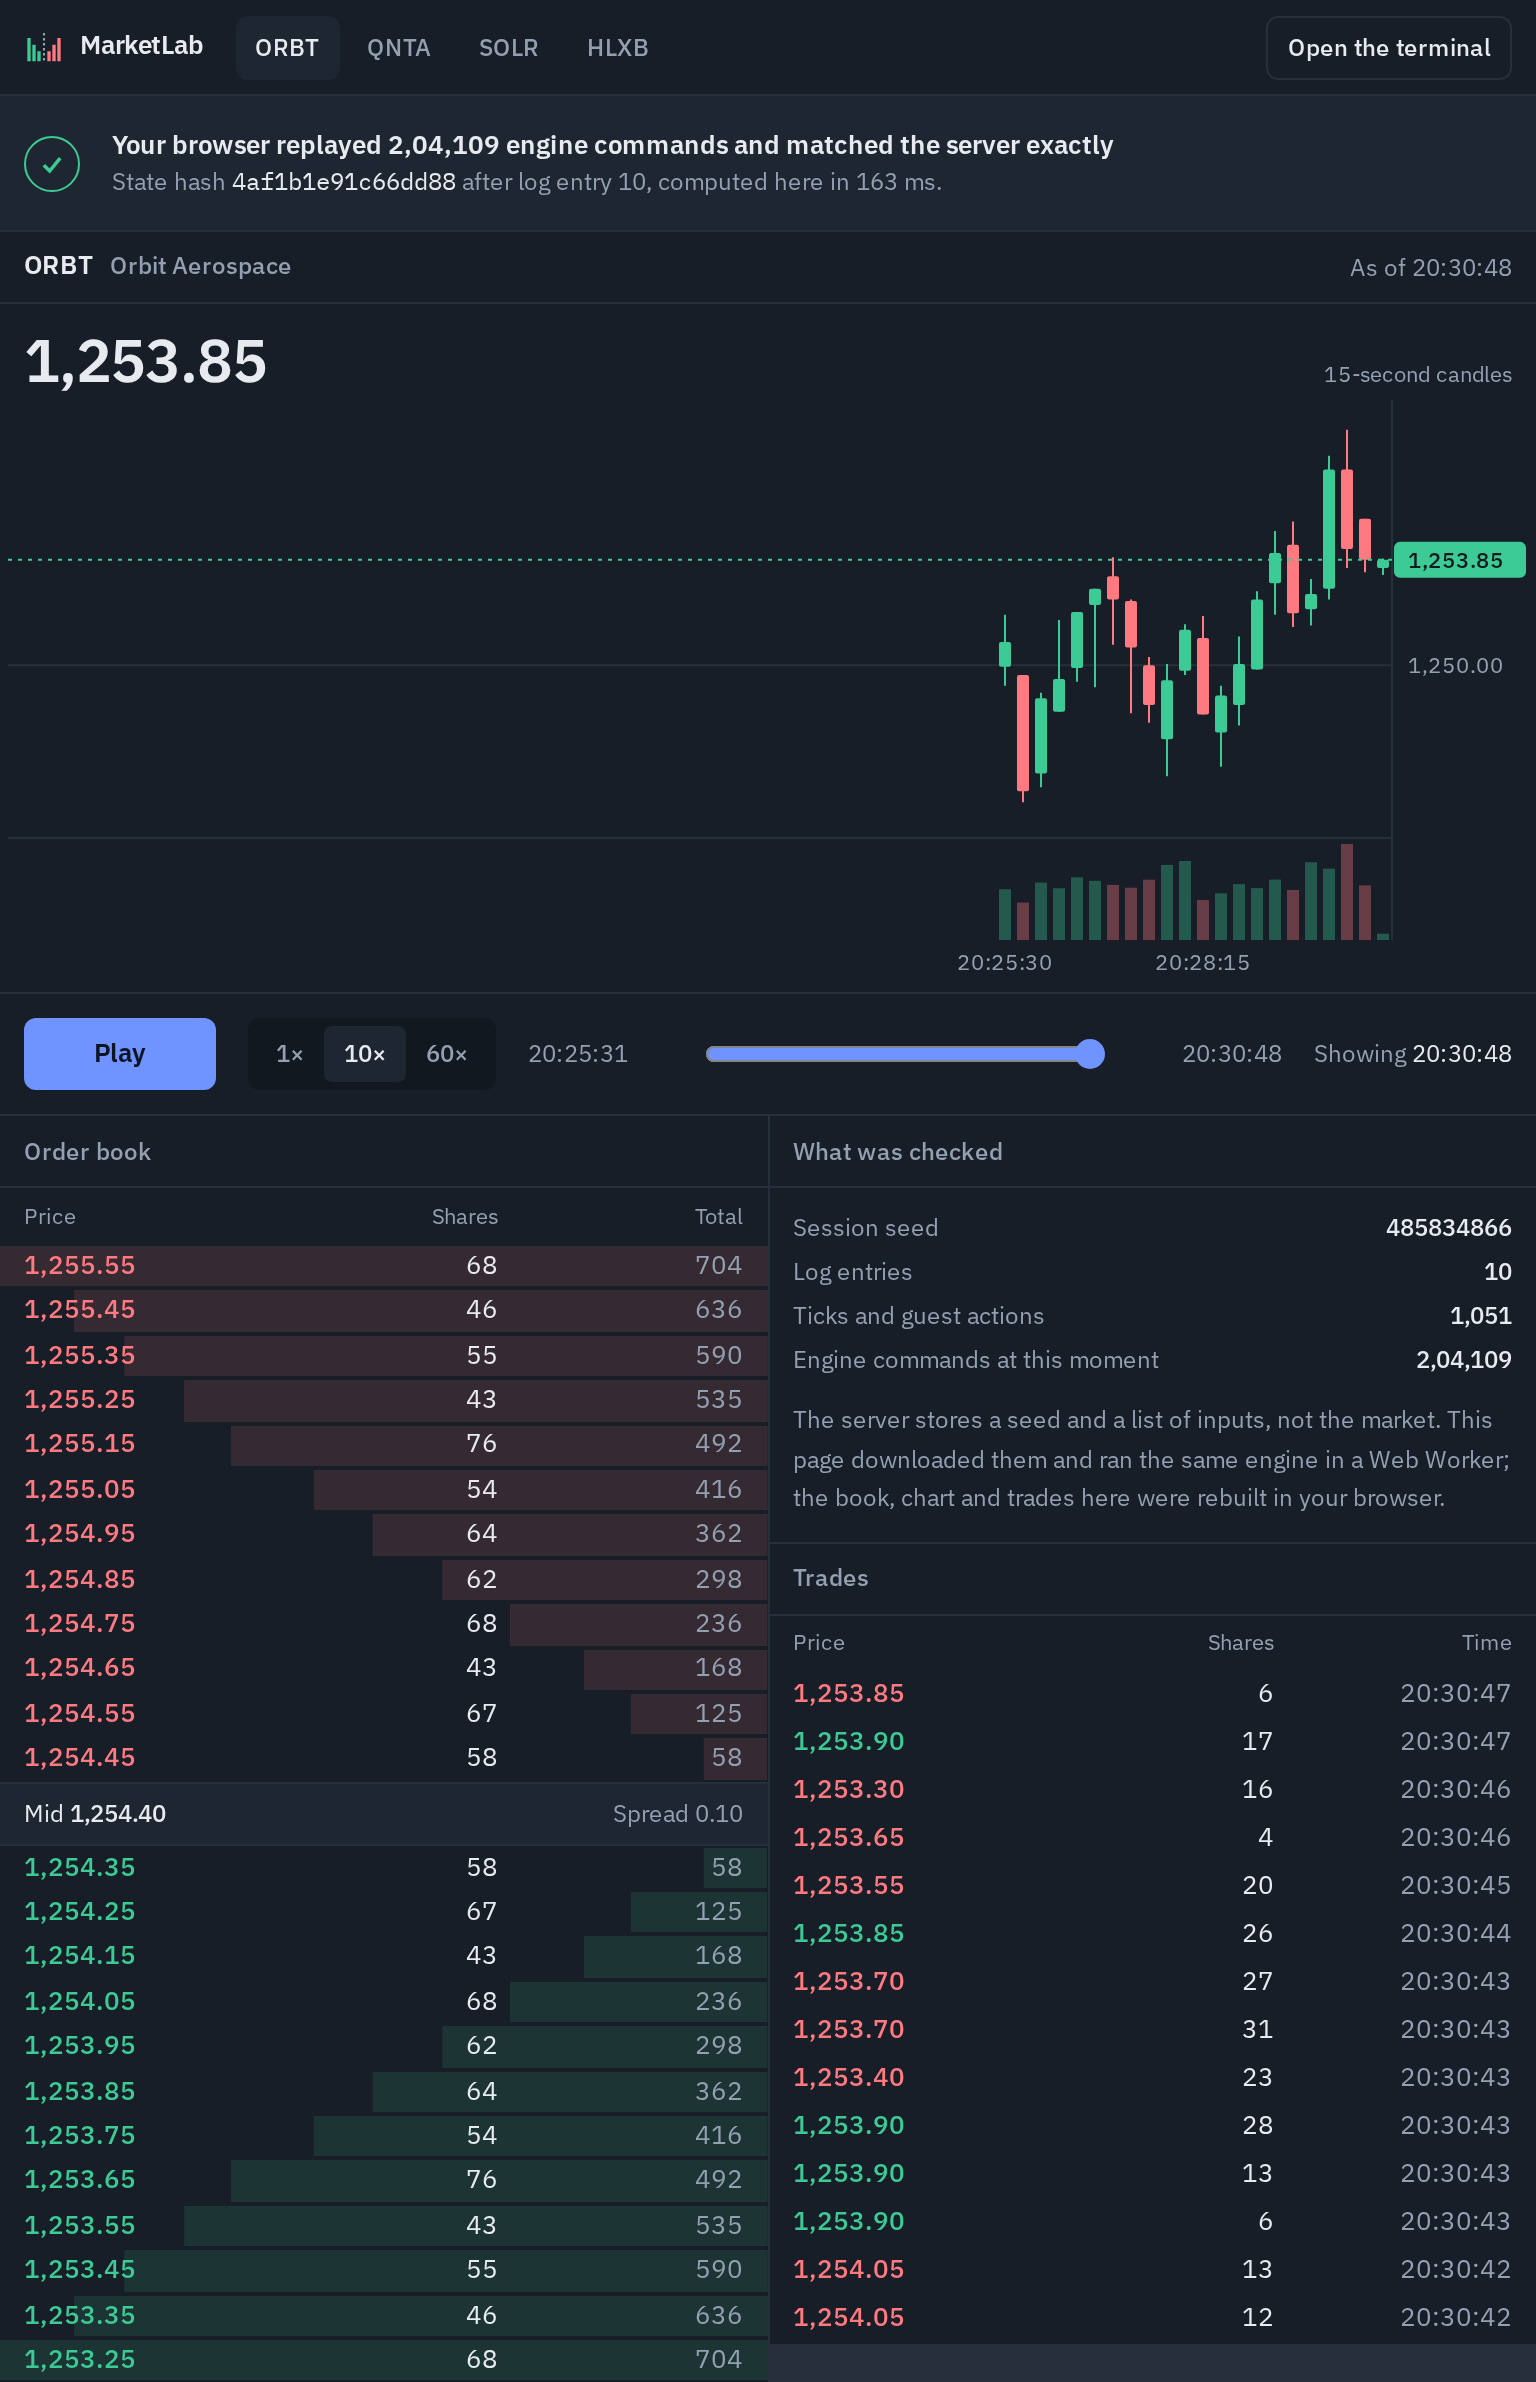 MarketLab ORBT QNTA SOLR HLXB Open the terminal
Your browser replayed 2,04,109 engine commands and matched the server exactly
State hash 4af1b1e91c66dd88 after log entry 10, computed here in 163 ms.
ORBT Orbit Aerospace As of 20:30:48
1,253.85
15-second candles
1,253.85
1,250.00
20:25:30 20:28:15
Play 1× 10× 60× 20:25:31 20:30:48 Showing 20:30:48
Order book
Price Shares Total
1,255.55 68 704
1,255.45 46 636
1,255.35 55 590
1,255.25 43 535
1,255.15 76 492
1,255.05 54 416
1,254.95 64 362
1,254.85 62 298
1,254.75 68 236
1,254.65 43 168
1,254.55 67 125
1,254.45 58 58
Mid 1,254.40 Spread 0.10
1,254.35 58 58
1,254.25 67 125
1,254.15 43 168
1,254.05 68 236
1,253.95 62 298
1,253.85 64 362
1,253.75 54 416
1,253.65 76 492
1,253.55 43 535
1,253.45 55 590
1,253.35 46 636
1,253.25 68 704
What was checked
Session seed 485834866
Log entries 10
Ticks and guest actions 1,051
Engine commands at this moment 2,04,109
The server stores a seed and a list of inputs, not the market. This
page downloaded them and ran the same engine in a Web Worker;
the book, chart and trades here were rebuilt in your browser.
Trades
Price Shares Time
1,253.85 6 20:30:47
1,253.90 17 20:30:47
1,253.30 16 20:30:46
1,253.65 4 20:30:46
1,253.55 20 20:30:45
1,253.85 26 20:30:44
1,253.70 27 20:30:43
1,253.70 31 20:30:43
1,253.40 23 20:30:43
1,253.90 28 20:30:43
1,253.90 13 20:30:43
1,253.90 6 20:30:43
1,254.05 13 20:30:42
1,254.05 12 20:30:42